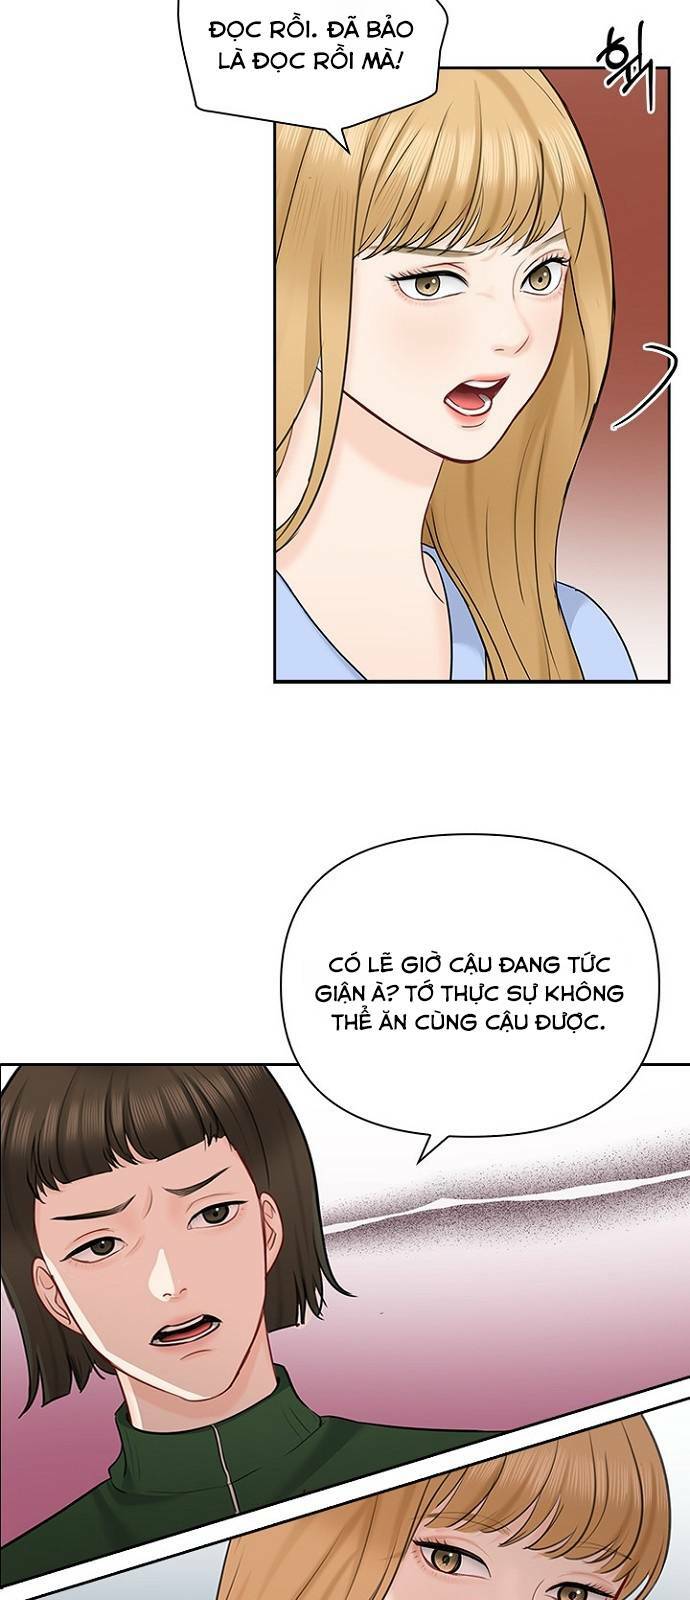 ĐỌC RỒI. ĐÃ BẢO
LÀ ĐỌC RỒI MÀ!
휙
CÓ LẼ GIỜ CẬU ĐANG TỨC
GIẬN À? TỚ THỰC SỰ KHÔNG
THỂ ĂN CÙNG CẬU ĐƯỢC.